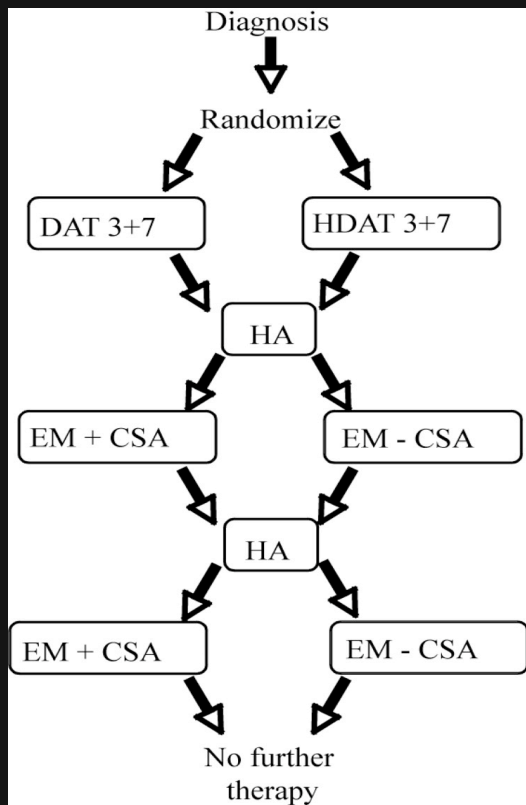 Diagnosis
Randomize
DAT 3+7
HDAT 3+7
HA
EM + CSA
EM - CSA
HA
EM + CSA
EM - CSA
No further
therapy